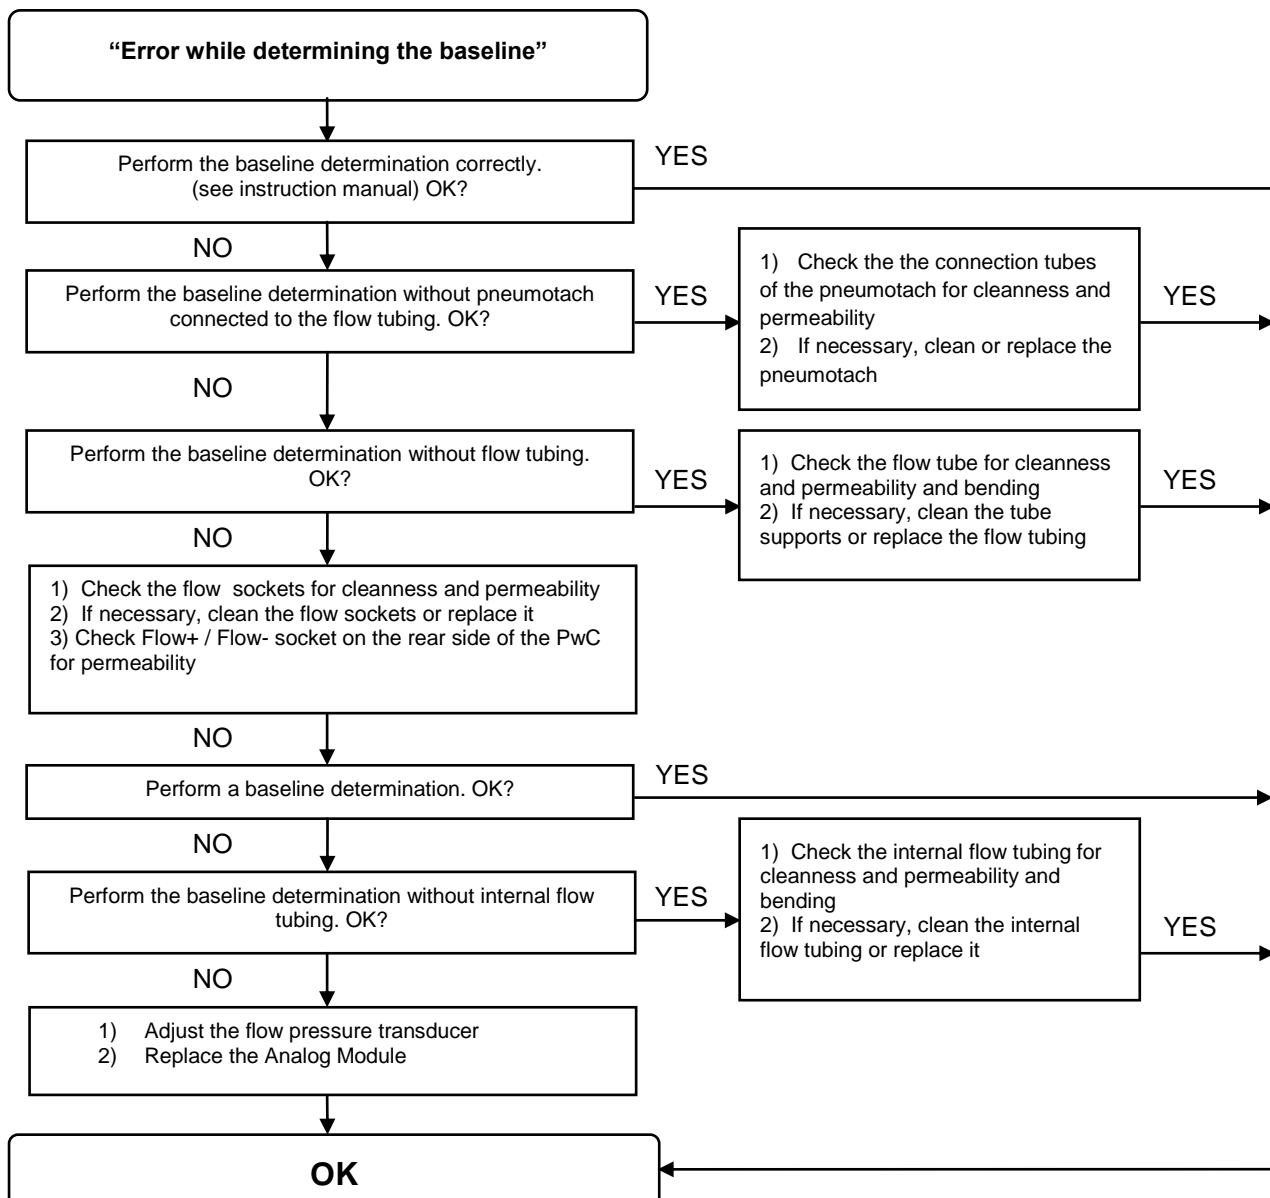 “Error while determining the baseline”
Perform the baseline determination correctly.
(see instruction manual) OK?
YES
NO
Perform the baseline determination without pneumotach
connected to the flow tubing. OK?
YES
1) Check the the connection tubes
of the pneumotach for cleanness and
permeability
2) If necessary, clean or replace the
pneumotach
YES
NO
Perform the baseline determination without flow tubing.
OK?
YES
1) Check the flow tube for cleanness
and permeability and bending
2) If necessary, clean the tube
supports or replace the flow tubing
YES
NO
1) Check the flow sockets for cleanness and permeability
2) If necessary, clean the flow sockets or replace it
3) Check Flow+ / Flow- socket on the rear side of the PwC
for permeability
NO
Perform a baseline determination. OK?
YES
NO
Perform the baseline determination without internal flow
tubing. OK?
YES
1) Check the internal flow tubing for
cleanness and permeability and
bending
2) If necessary, clean the internal
flow tubing or replace it
YES
NO
1) Adjust the flow pressure transducer
2) Replace the Analog Module
OK